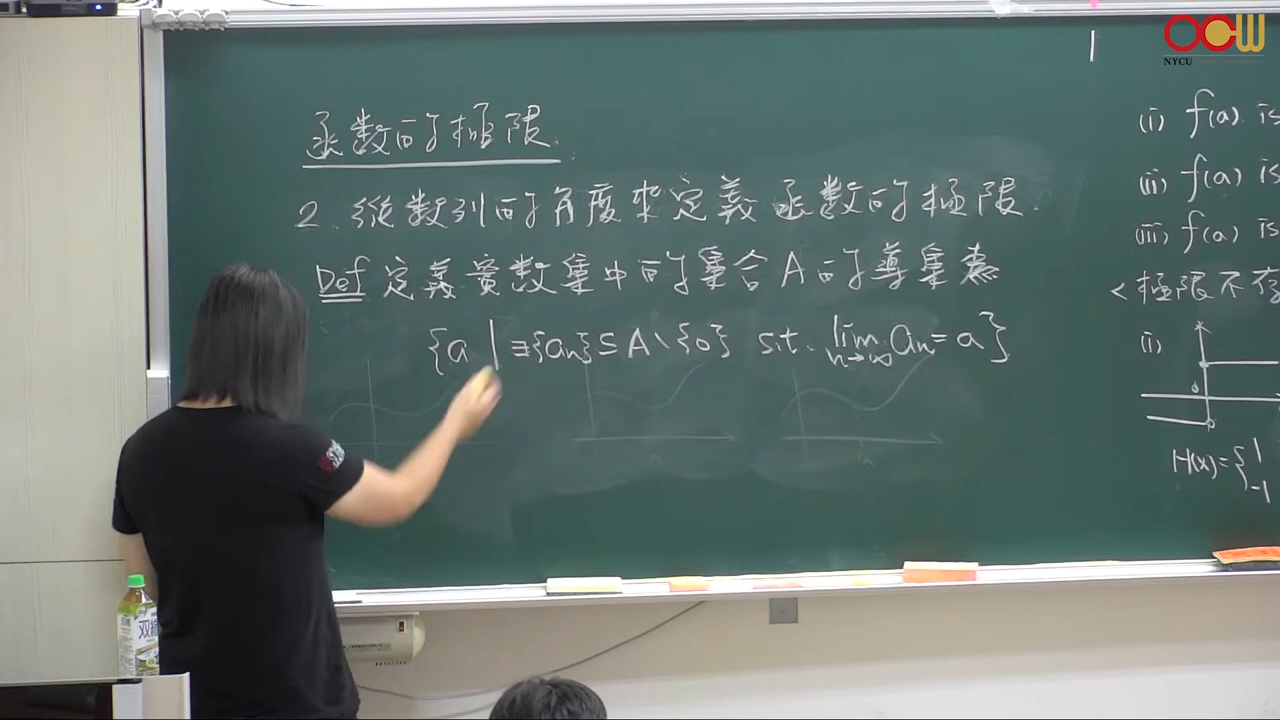 OCW
NYCU
函數的極限.
2. 從數列的角度來定義函數的極限.
Def 定義實數集中的集合 A 的導集為
{a | ∃{an}⊆A\{0} s.t. lim n→∞ an = a}
(i) f(a) is
(ii) f(a) is
(iii) f(a) is
<極限不存
(ii)
H(x)={ 1
-1